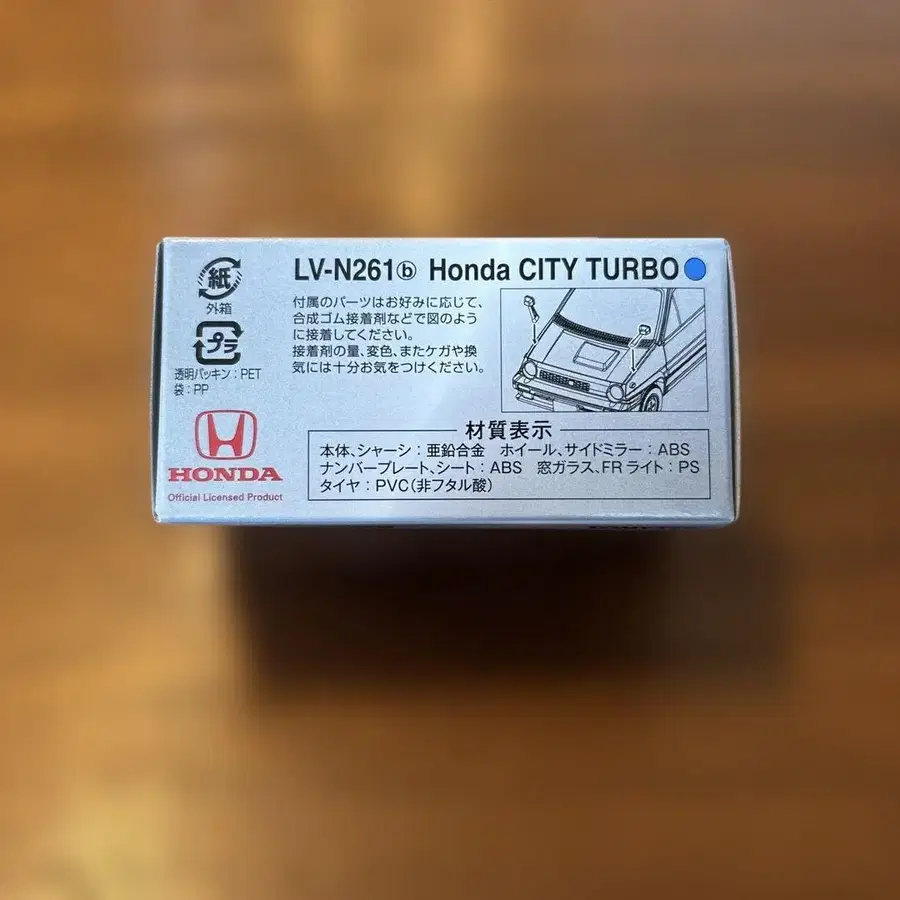 LV-N261ⓑ Honda CITY TURBO
紙
外箱
プラ
透明パッキン：PET
袋：PP
付属のパーツはお好みに応じて、
合成ゴム接着剤などで図のよう
に接着してください。
接着剤の量、変色、またケガや換
気には十分お気をつけください。
HONDA
Official Licensed Product
材質表示
本体、シャーシ：亜鉛合金　ホイール、サイドミラー：ABS
ナンバープレート、シート：ABS　窓ガラス、FRライト：PS
タイヤ：PVC（非フタル酸）